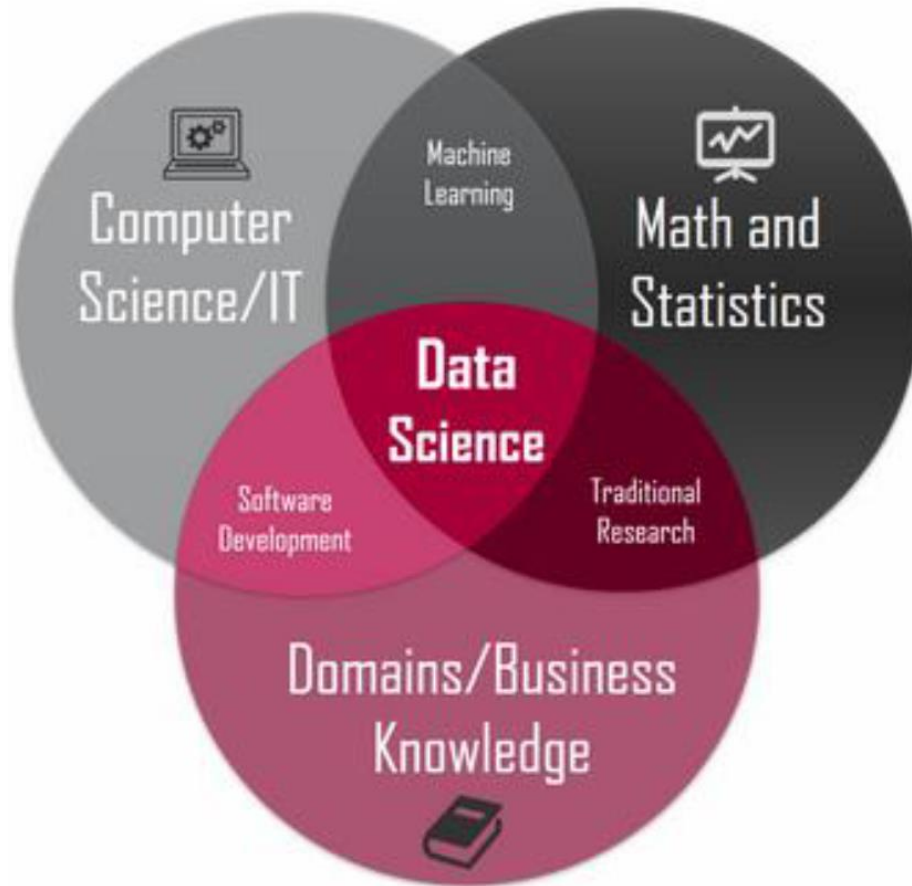 Machine
Learning
Computer
Science/IT
Math and
Statistics
Data
Science
Software
Development
Traditional
Research
Domains/Business
Knowledge